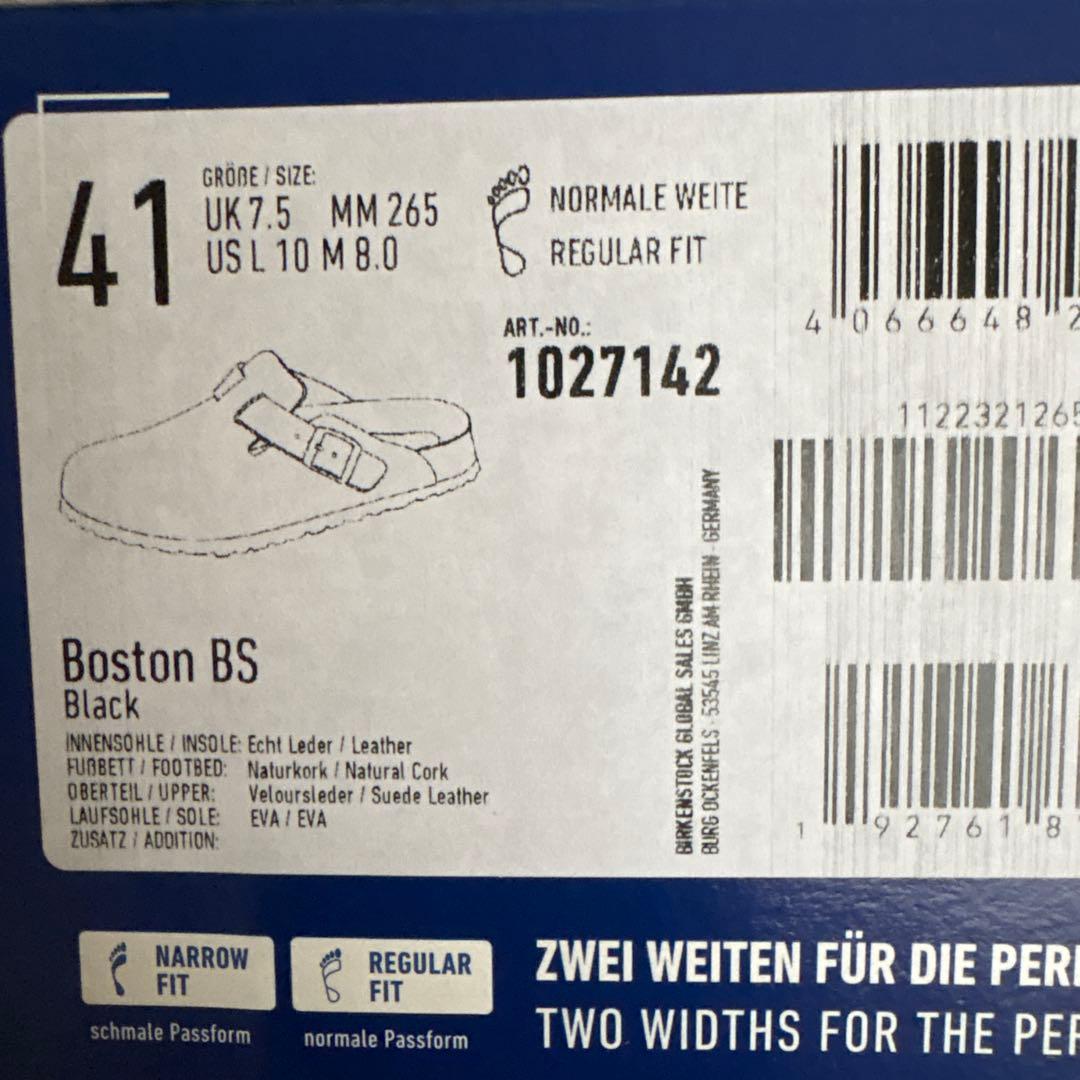 41
GRÖẞE / SIZE:
UK 7.5 MM 265
US L 10 M 8.0
NORMALE WEITE
REGULAR FIT
ART.-NO.:
1027142
4 066648 2
1122321265
Boston BS
Black
INNENSOHLE / INSOLE: Echt Leder / Leather
FUẞBETT / FOOTBED: Naturkork / Natural Cork
OBERTEIL / UPPER: Veloursleder / Suede Leather
LAUFSOHLE / SOLE: EVA / EVA
ZUSATZ / ADDITION:
BIRKENSTOCK GLOBAL SALES GMBH
BURG OCKENFELS · 53545 LINZ AM RHEIN · GERMANY
1 92761 8
NARROW
FIT
schmale Passform
REGULAR
FIT
normale Passform
ZWEI WEITEN FÜR DIE PER
TWO WIDTHS FOR THE PER